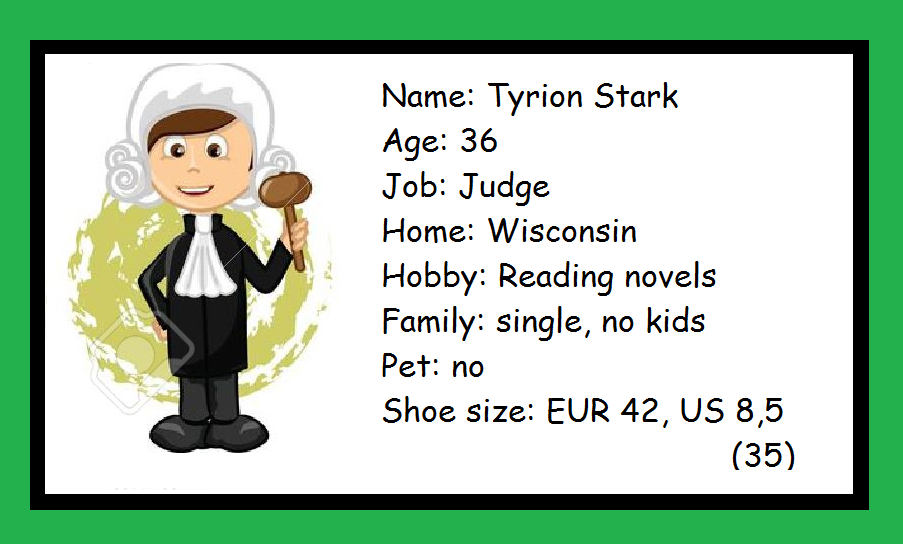 Name: Tyrion Stark
Age: 36
Job: Judge
Home: Wisconsin
Hobby: Reading novels
Family: single, no kids
Pet: no
Shoe size: EUR 42, US 8,5
(35)